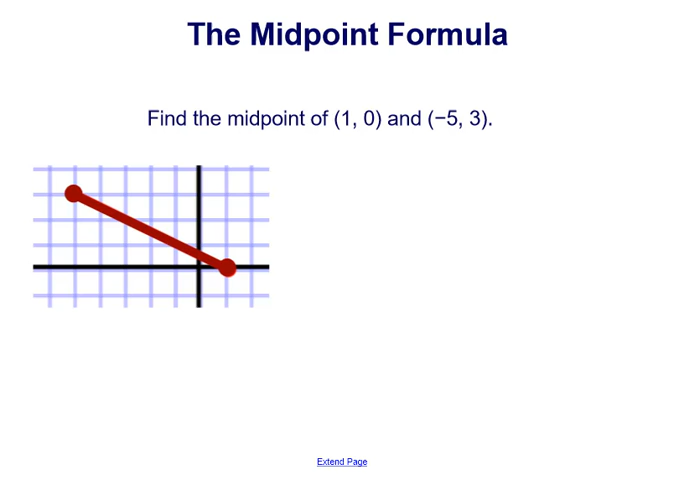 The Midpoint Formula
Find the midpoint of (1, 0) and (−5, 3).
Extend Page